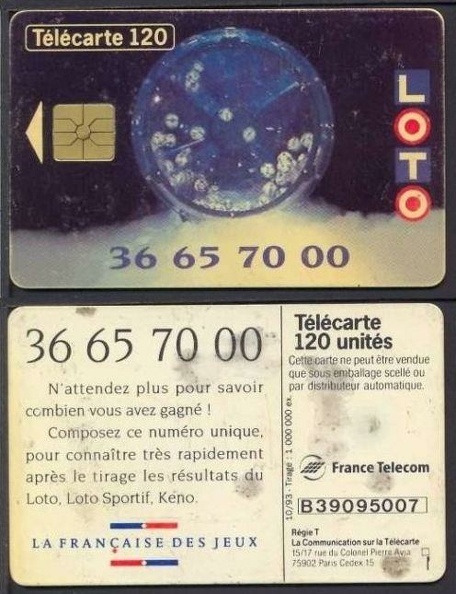 Télécarte 120
LOTO
36 65 70 00
36 65 70 00
N'attendez plus pour savoir
combien vous avez gagné !
Composez ce numéro unique,
pour connaître très rapidement
après le tirage les résultats du
Loto, Loto Sportif, Keno.
LA FRANÇAISE DES JEUX
10/93 - Tirage : 1 000 000 ex.
Télécarte
120 unités
Cette carte ne peut être vendue
que sous emballage scellé ou
par distributeur automatique.
France Telecom
B39095007
Régie T
La Communication sur la Télécarte
15/17 rue du Colonel Pierre Avia
75902 Paris Cedex 15